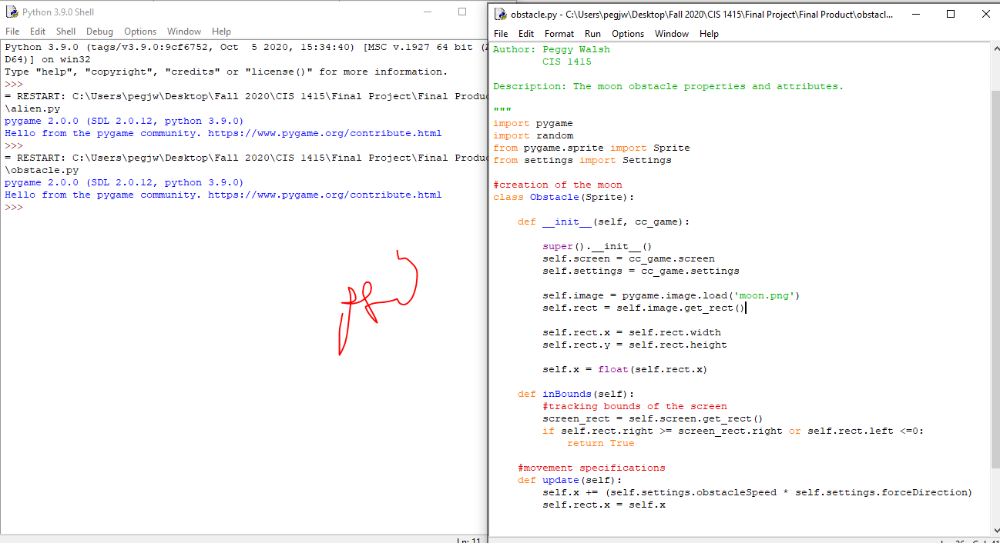 Python 3.9.0 Shell
File Edit Shell Debug Options Window Help
Python 3.9.0 (tags/v3.9.0:9cf6752, Oct  5 2020, 15:34:40) [MSC v.1927 64 bit (
D64)] on win32
Type "help", "copyright", "credits" or "license()" for more information.
>>>
= RESTART: C:\Users\pegjw\Desktop\Fall 2020\CIS 1415\Final Project\Final Produc
\alien.py
pygame 2.0.0 (SDL 2.0.12, python 3.9.0)
Hello from the pygame community. https://www.pygame.org/contribute.html
>>>
= RESTART: C:\Users\pegjw\Desktop\Fall 2020\CIS 1415\Final Project\Final Produc
\obstacle.py
pygame 2.0.0 (SDL 2.0.12, python 3.9.0)
Hello from the pygame community. https://www.pygame.org/contribute.html
>>>
Ln: 11
obstacle.py - C:\Users\pegjw\Desktop\Fall 2020\CIS 1415\Final Project\Final Product\obstacl...
File Edit Format Run Options Window Help
Author: Peggy Walsh
        CIS 1415
Description: The moon obstacle properties and attributes.
"""
import pygame
import random
from pygame.sprite import Sprite
from settings import Settings
#creation of the moon
class Obstacle(Sprite):
    def __init__(self, cc_game):
        super().__init__()
        self.screen = cc_game.screen
        self.settings = cc_game.settings
        self.image = pygame.image.load('moon.png')
        self.rect = self.image.get_rect()
        self.rect.x = self.rect.width
        self.rect.y = self.rect.height
        self.x = float(self.rect.x)
    def inBounds(self):
        #tracking bounds of the screen
        screen_rect = self.screen.get_rect()
        if self.rect.right >= screen_rect.right or self.rect.left <=0:
            return True
    #movement specifications
    def update(self):
        self.x += (self.settings.obstacleSpeed * self.settings.forceDirection)
        self.rect.x = self.x